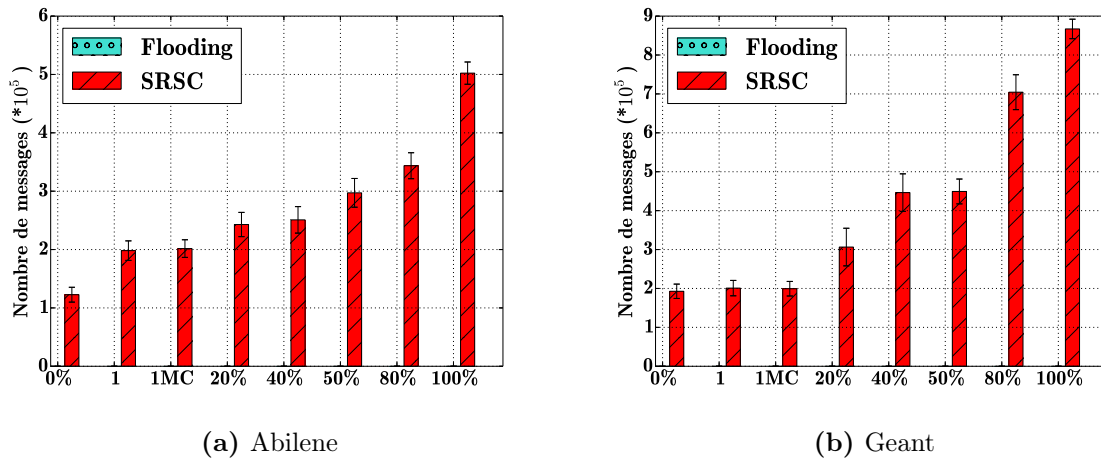 6
5
4
3
2
1
0
Nombre de messages (*10^5 )
Flooding
SRSC
0% 1 1MC 20% 40% 50% 80% 100%
(a) Abilene
9
8
7
6
5
4
3
2
1
0
Nombre de messages (*10^5 )
Flooding
SRSC
0% 1 1MC 20% 40% 50% 80% 100%
(b) Geant